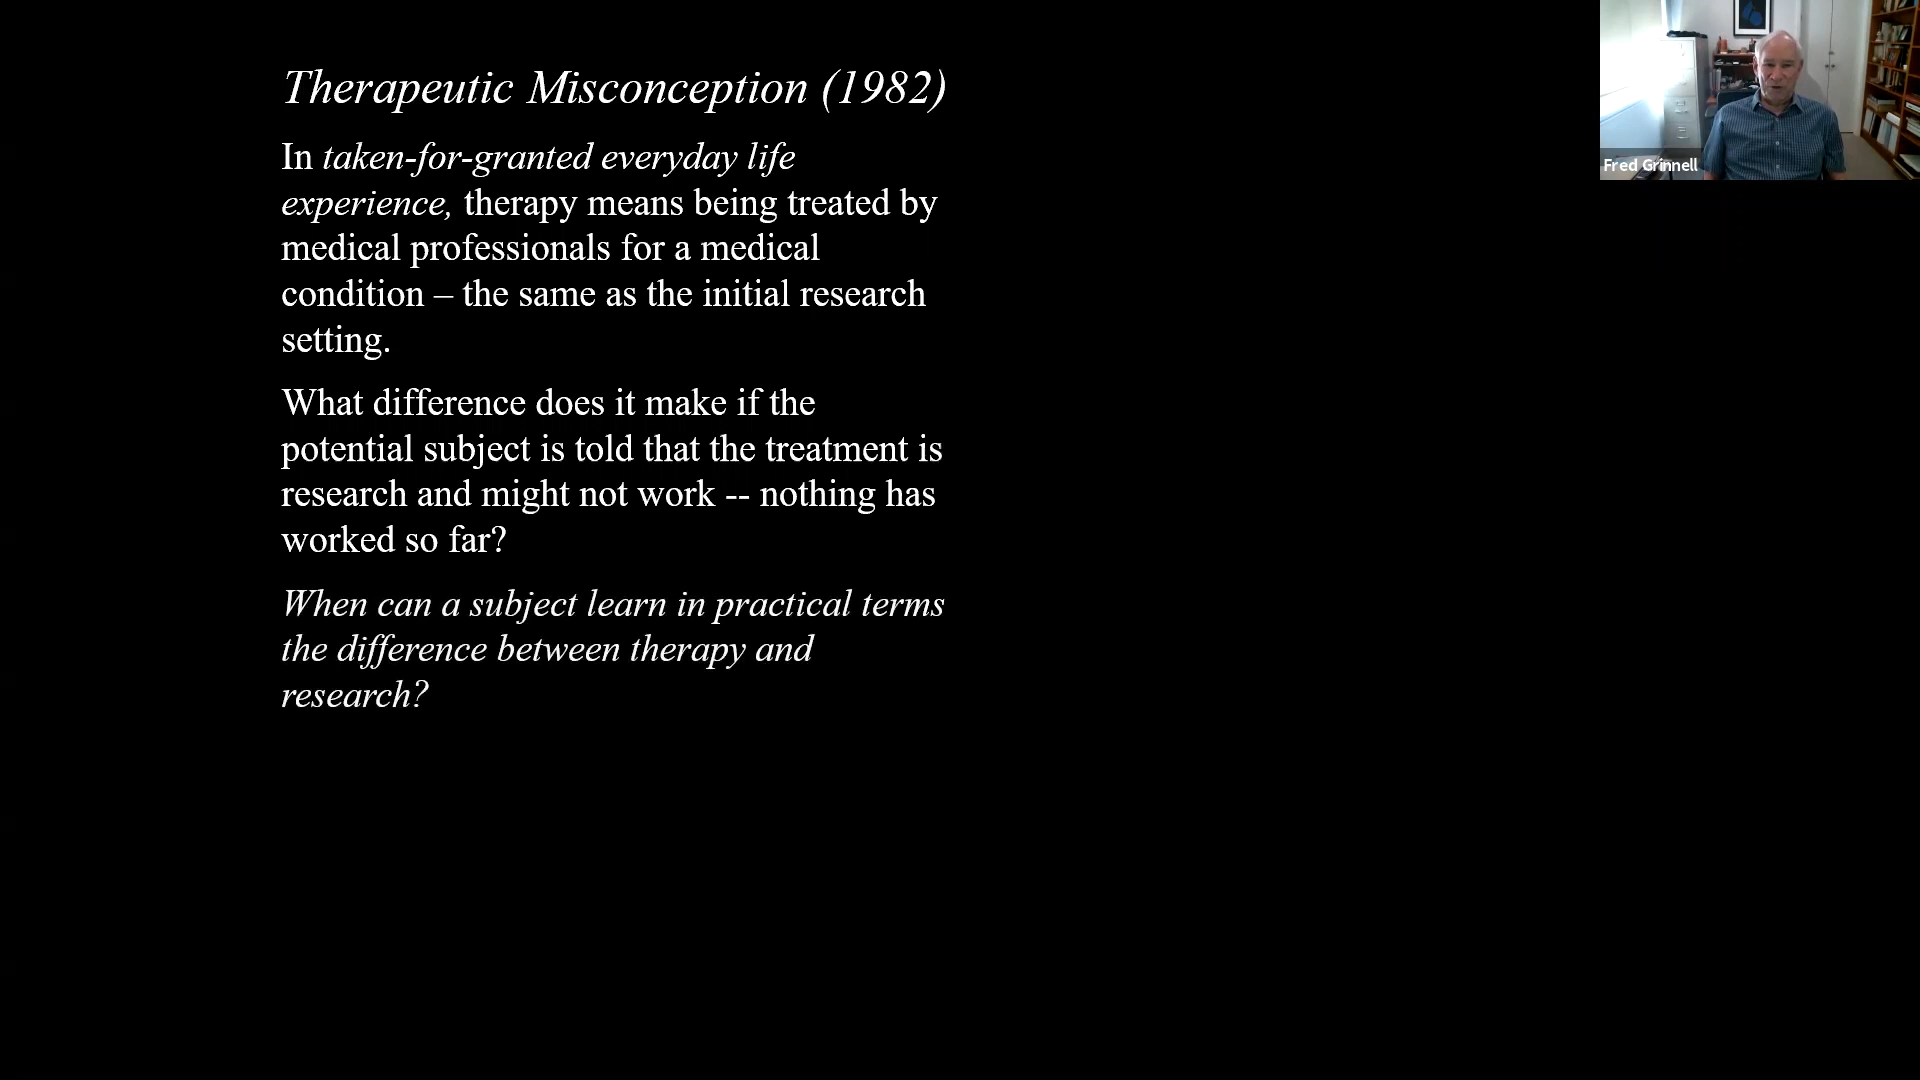 Therapeutic Misconception (1982)
In taken-for-granted everyday life
experience, therapy means being treated by
medical professionals for a medical
condition – the same as the initial research
setting.
What difference does it make if the
potential subject is told that the treatment is
research and might not work -- nothing has
worked so far?
When can a subject learn in practical terms
the difference between therapy and
research?
Fred Grinnell